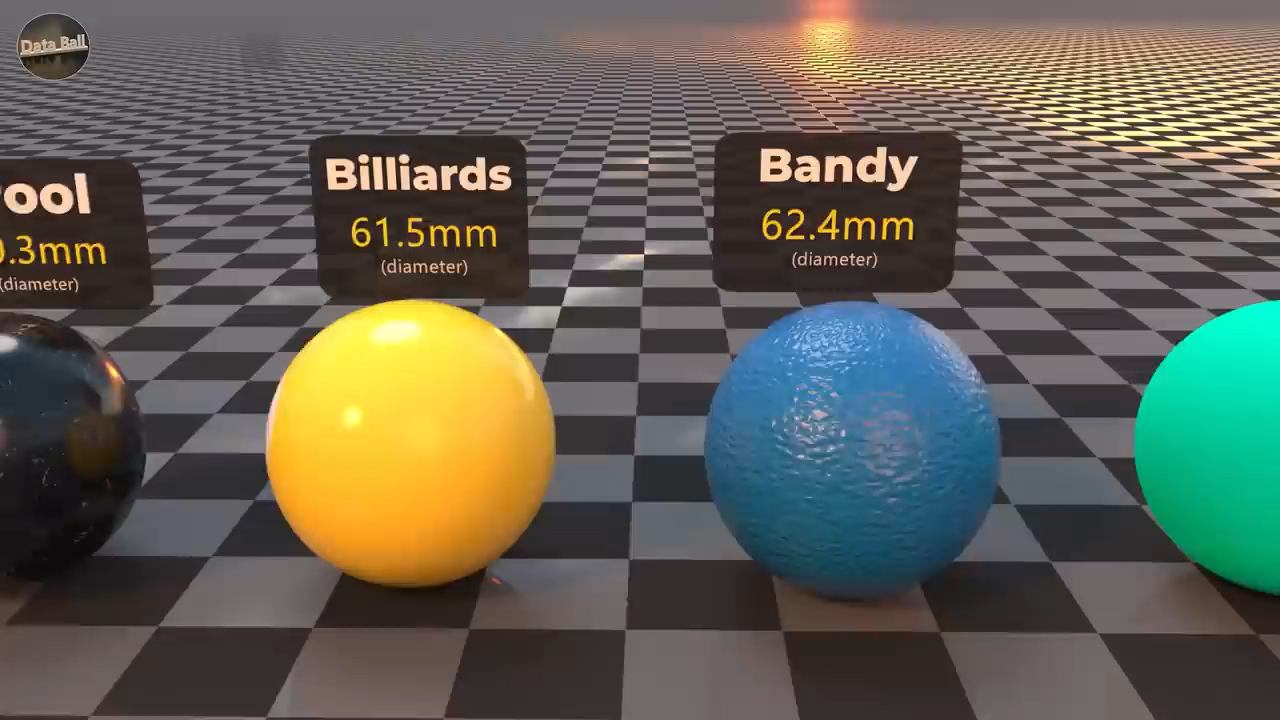 Data Ball
ool
.3mm
(diameter)
Billiards
61.5mm
(diameter)
Bandy
62.4mm
(diameter)